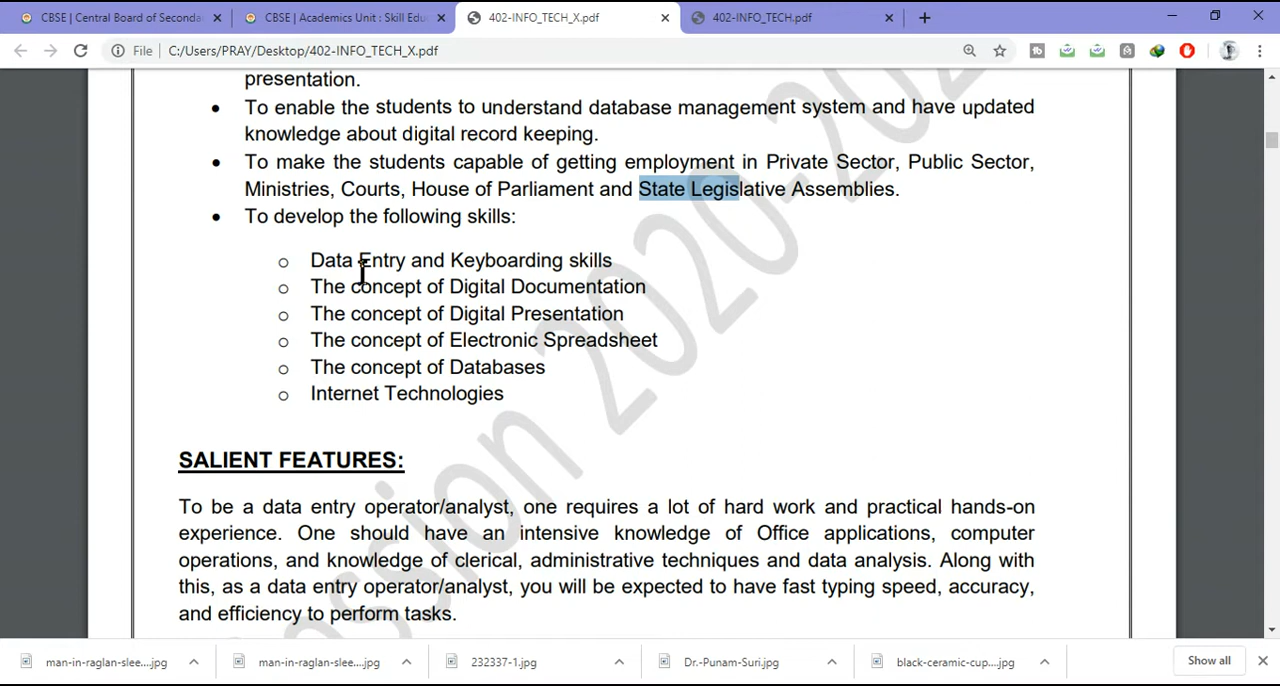 CBSE | Central Board of Seconda
CBSE | Academics Unit : Skill Edu
402-INFO_TECH_X.pdf
402-INFO_TECH.pdf
File | C:/Users/PRAY/Desktop/402-INFO_TECH_X.pdf
presentation.
• To enable the students to understand database management system and have updated
knowledge about digital record keeping.
• To make the students capable of getting employment in Private Sector, Public Sector,
Ministries, Courts, House of Parliament and State Legislative Assemblies.
• To develop the following skills:
o Data Entry and Keyboarding skills
o The concept of Digital Documentation
o The concept of Digital Presentation
o The concept of Electronic Spreadsheet
o The concept of Databases
o Internet Technologies
SALIENT FEATURES:
To be a data entry operator/analyst, one requires a lot of hard work and practical hands-on
experience. One should have an intensive knowledge of Office applications, computer
operations, and knowledge of clerical, administrative techniques and data analysis. Along with
this, as a data entry operator/analyst, you will be expected to have fast typing speed, accuracy,
and efficiency to perform tasks.
ession 2020-202
man-in-raglan-slee....jpg
man-in-raglan-slee....jpg
232337-1.jpg
Dr.-Punam-Suri.jpg
black-ceramic-cup....jpg
Show all